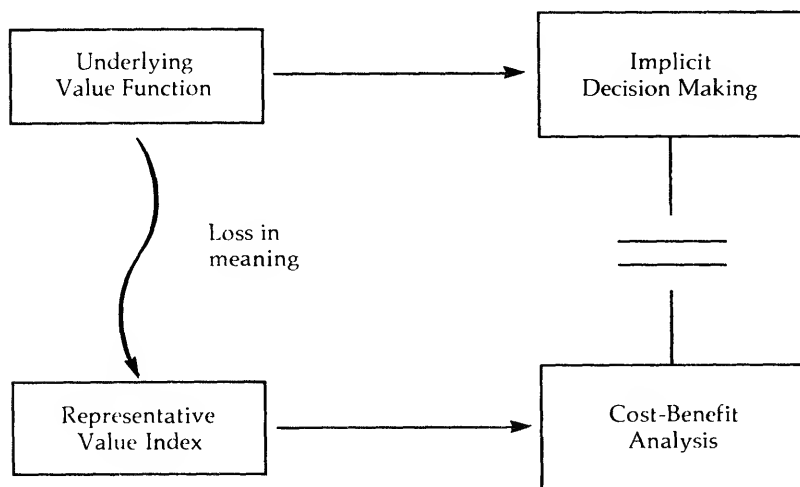 Underlying
Value Function
Implicit
Decision Making
Loss in
meaning
Representative
Value Index
Cost-Benefit
Analysis